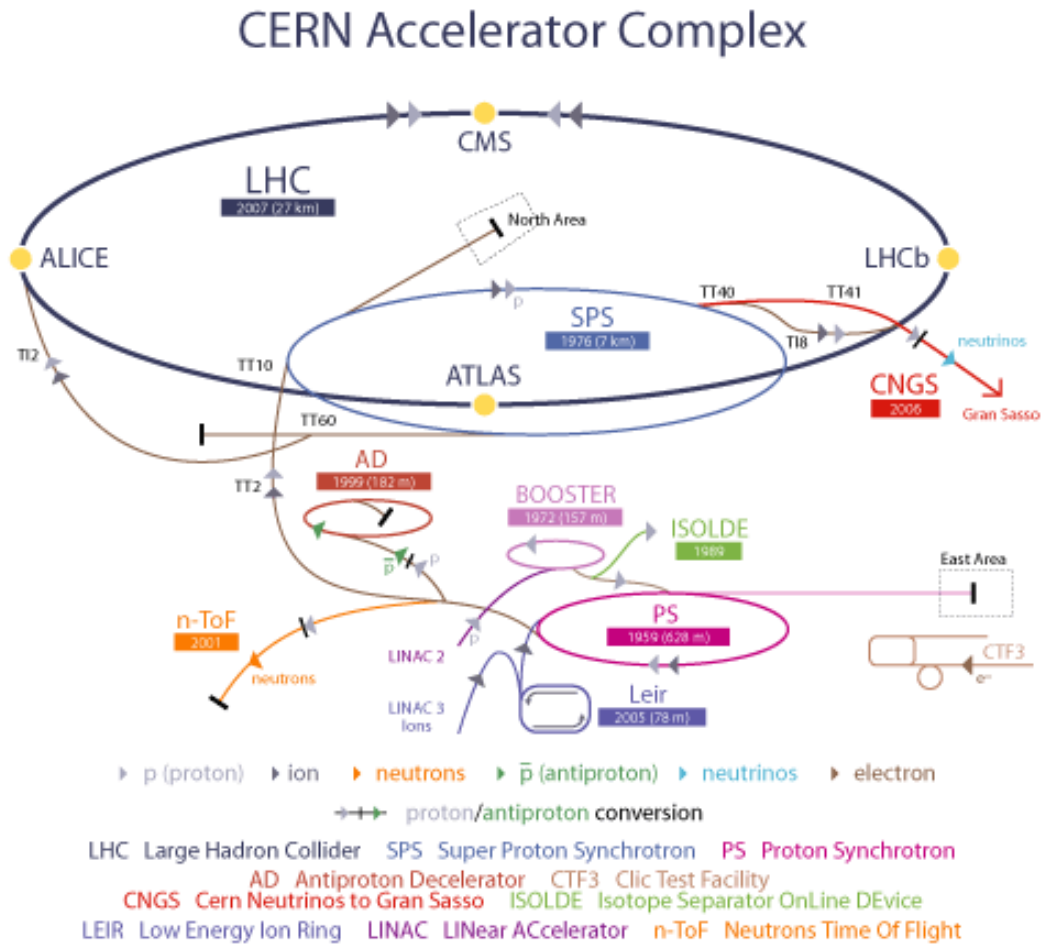 CERN Accelerator Complex
CMS
LHC
2007 (27 km)
North Area
ALICE
LHCb
TT40
TT41
SPS
1976 (7 km)
p
TI8
neutrinos
TI2
TT10
ATLAS
CNGS
2006
Gran Sasso
TT60
AD
1999 (182 m)
TT2
BOOSTER
1972 (157 m)
ISOLDE
1989
p̅
p
East Area
n-ToF
2001
PS
1959 (628 m)
p
LINAC 2
neutrons
CTF3
e-
LINAC 3
Ions
Leir
2005 (78 m)
p (proton) ion neutrons p̅ (antiproton) neutrinos electron
proton/antiproton conversion
LHC Large Hadron Collider SPS Super Proton Synchrotron PS Proton Synchrotron
AD Antiproton Decelerator CTF3 Clic Test Facility
CNGS Cern Neutrinos to Gran Sasso ISOLDE Isotope Separator OnLine DEvice
LEIR Low Energy Ion Ring LINAC LINear ACcelerator n-ToF Neutrons Time Of Flight